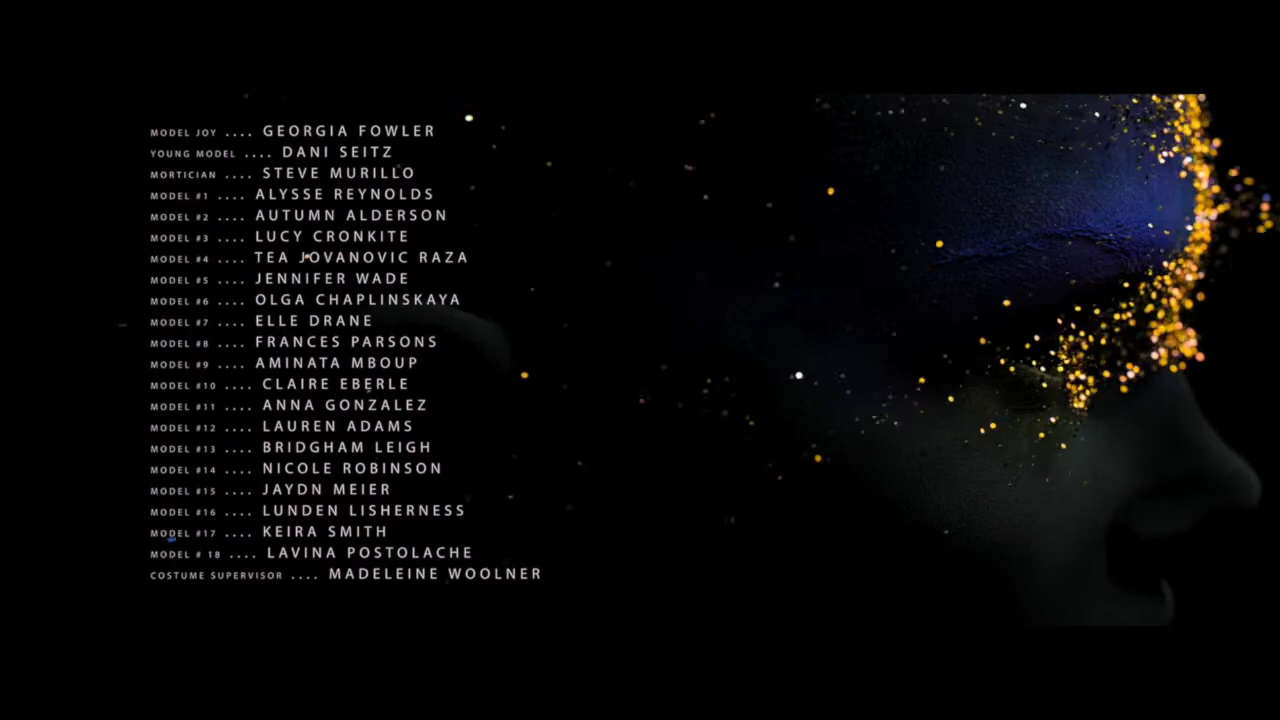 MODEL JOY .... GEORGIA FOWLER
YOUNG MODEL .... DANI SEITZ
MORTICIAN .... STEVE MURILLO
MODEL #1 .... ALYSSE REYNOLDS
MODEL #2 .... AUTUMN ALDERSON
MODEL #3 .... LUCY CRONKITE
MODEL #4 .... TEA JOVANOVIC RAZA
MODEL #5 .... JENNIFER WADE
MODEL #6 .... OLGA CHAPLINSKAYA
MODEL #7 .... ELLE DRANE
MODEL #8 .... FRANCES PARSONS
MODEL #9 .... AMINATA MBOUP
MODEL #10 .... CLAIRE EBERLE
MODEL #11 .... ANNA GONZALEZ
MODEL #12 .... LAUREN ADAMS
MODEL #13 .... BRIDGHAM LEIGH
MODEL #14 .... NICOLE ROBINSON
MODEL #15 .... JAYDN MEIER
MODEL #16 .... LUNDEN LISHERNESS
MODEL #17 .... KEIRA SMITH
MODEL # 18 .... LAVINA POSTOLACHE
COSTUME SUPERVISOR .... MADELEINE WOOLNER